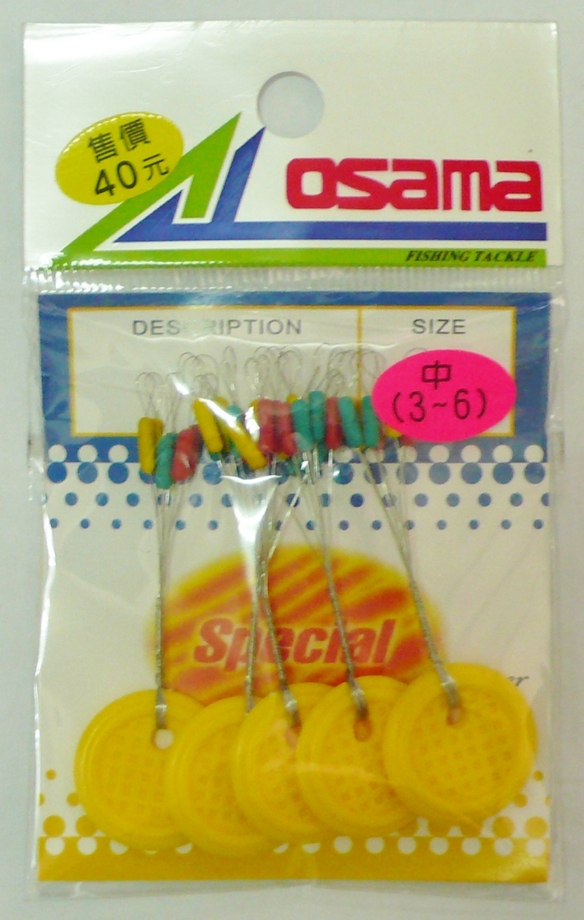 售價
40元
osama
FISHING TACKLE
DESCRIPTION
SIZE
中
(3~6)
Special